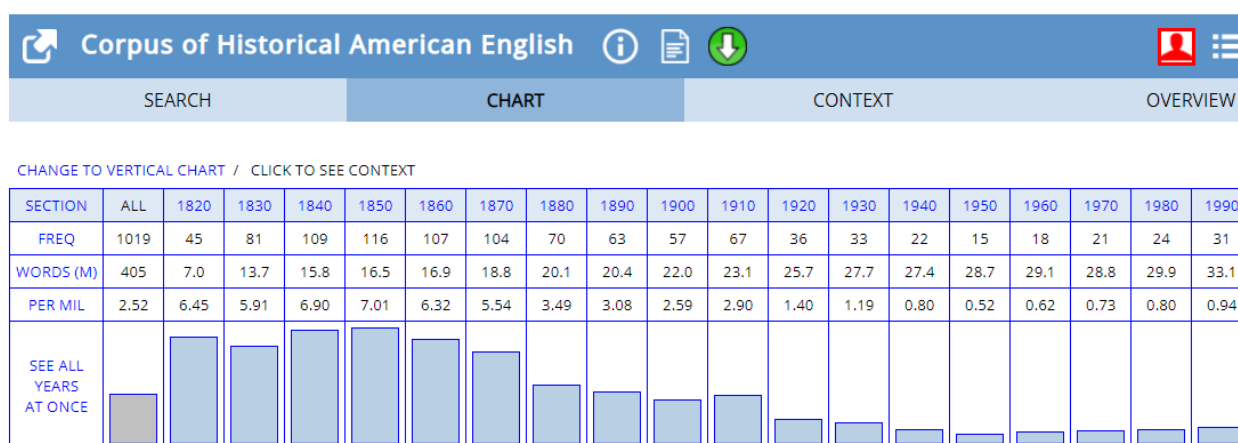 Corpus of Historical American English
SEARCH CHART CONTEXT OVERVIEW
CHANGE TO VERTICAL CHART / CLICK TO SEE CONTEXT
SECTION ALL 1820 1830 1840 1850 1860 1870 1880 1890 1900 1910 1920 1930 1940 1950 1960 1970 1980 1990
FREQ 1019 45 81 109 116 107 104 70 63 57 67 36 33 22 15 18 21 24 31
WORDS (M) 405 7.0 13.7 15.8 16.5 16.9 18.8 20.1 20.4 22.0 23.1 25.7 27.7 27.4 28.7 29.1 28.8 29.9 33.1
PER MIL 2.52 6.45 5.91 6.90 7.01 6.32 5.54 3.49 3.08 2.59 2.90 1.40 1.19 0.80 0.52 0.62 0.73 0.80 0.94
SEE ALL
YEARS
AT ONCE